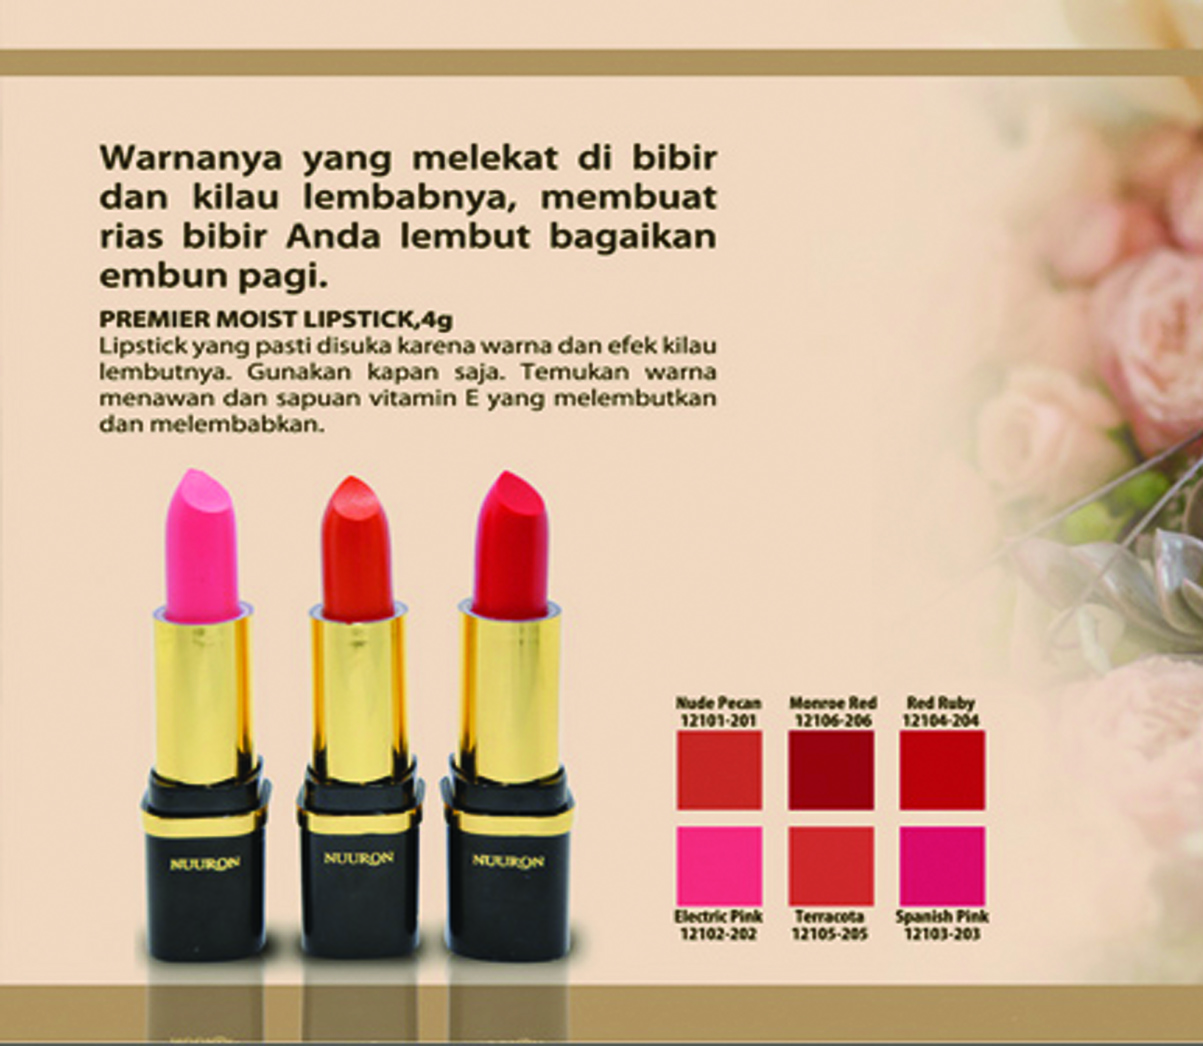 Warnanya yang melekat di bibir
dan kilau lembabnya, membuat
rias bibir Anda lembut bagaikan
embun pagi.
PREMIER MOIST LIPSTICK,4g
Lipstick yang pasti disuka karena warna dan efek kilau
lembutnya. Gunakan kapan saja. Temukan warna
menawan dan sapuan vitamin E yang melembutkan
dan melembabkan.
NUURON
NUURON
NUURON
Nude Pecan
12101-201
Monroe Red
12106-206
Red Ruby
12104-204
Electric Pink
12102-202
Terracota
12105-205
Spanish Pink
12103-203